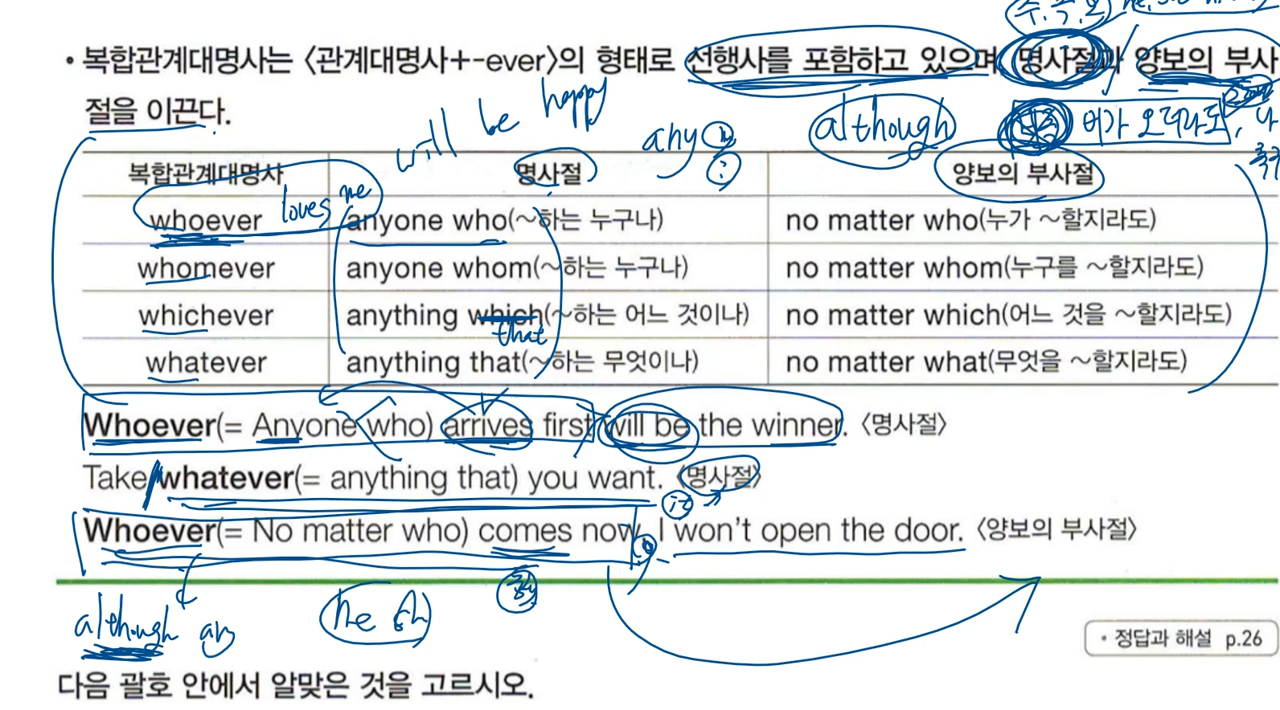 주.목.
• 복합관계대명사는 〈관계대명사+-ever〉의 형태로 선행사를 포함하고 있으며, 명사절과 양보의 부사
절을 이끈다.
will be happy
any
although
복합관계대명사 명사절 양보의 부사절
whoever loves me anyone who(~하는 누구나) no matter who(누가 ~할지라도)
whomever anyone whom(~하는 누구나) no matter whom(누구를 ~할지라도)
whichever anything which(~하는 어느 것이나) no matter which(어느 것을 ~할지라도)
that
whatever anything that(~하는 무엇이나) no matter what(무엇을 ~할지라도)
Whoever(= Anyone who) arrives first will be the winner. 〈명사절〉
Take whatever(= anything that) you want. 〈명사절〉
it
Whoever(= No matter who) comes now, I won't open the door. 〈양보의 부사절〉
although any
he
• 정답과 해설 p.26
다음 괄호 안에서 알맞은 것을 고르시오.